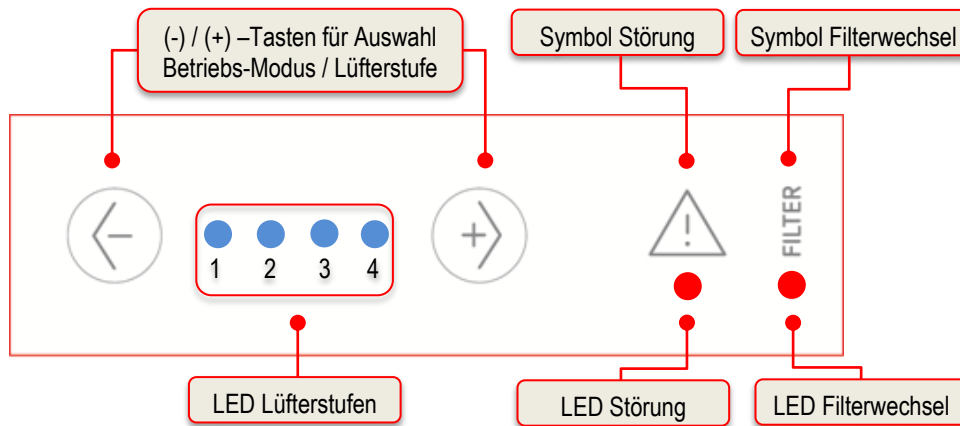 (-) / (+) –Tasten für Auswahl
Betriebs-Modus / Lüfterstufe
Symbol Störung
Symbol Filterwechsel
−
1 2 3 4
+
!
FILTER
LED Lüfterstufen
LED Störung
LED Filterwechsel